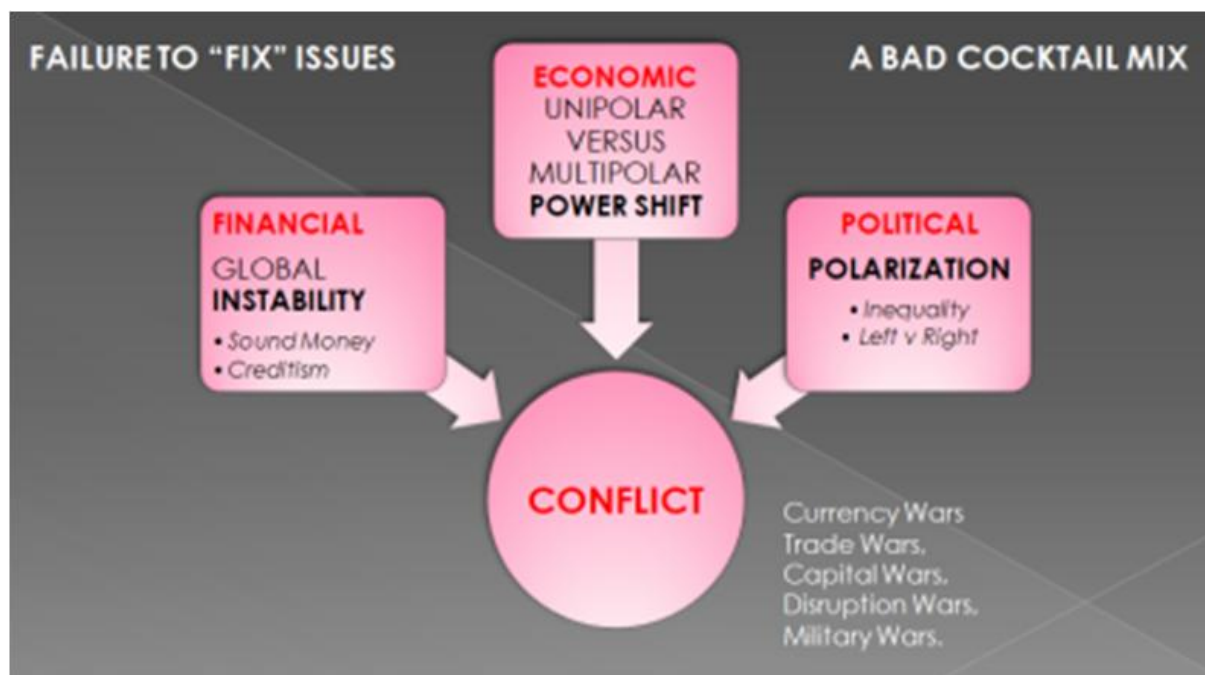 FAILURE TO “FIX” ISSUES
A BAD COCKTAIL MIX
ECONOMIC
UNIPOLAR
VERSUS
MULTIPOLAR
POWER SHIFT
FINANCIAL
GLOBAL
INSTABILITY
• Sound Money
• Creditism
POLITICAL
POLARIZATION
• Inequality
• Left v Right
CONFLICT
Currency Wars
Trade Wars,
Capital Wars,
Disruption Wars,
Military Wars.